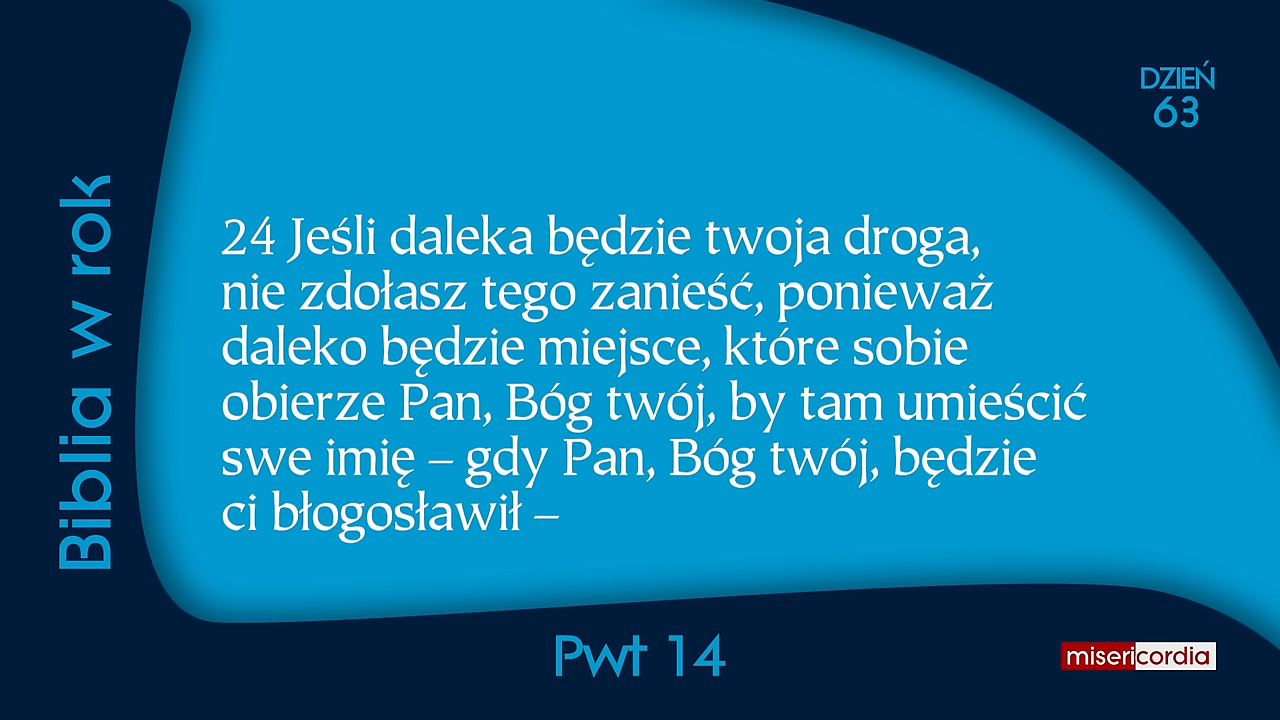 DZIEŃ
63
Biblia w rok
24 Jeśli daleka będzie twoja droga,
nie zdołasz tego zanieść, ponieważ
daleko będzie miejsce, które sobie
obierze Pan, Bóg twój, by tam umieścić
swe imię – gdy Pan, Bóg twój, będzie
ci błogosławił –
Pwt 14
misericordia